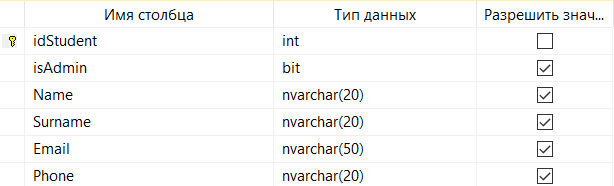 Имя столбца Тип данных Разрешить знач...
idStudent int
isAdmin bit
Name nvarchar(20)
Surname nvarchar(20)
Email nvarchar(50)
Phone nvarchar(20)